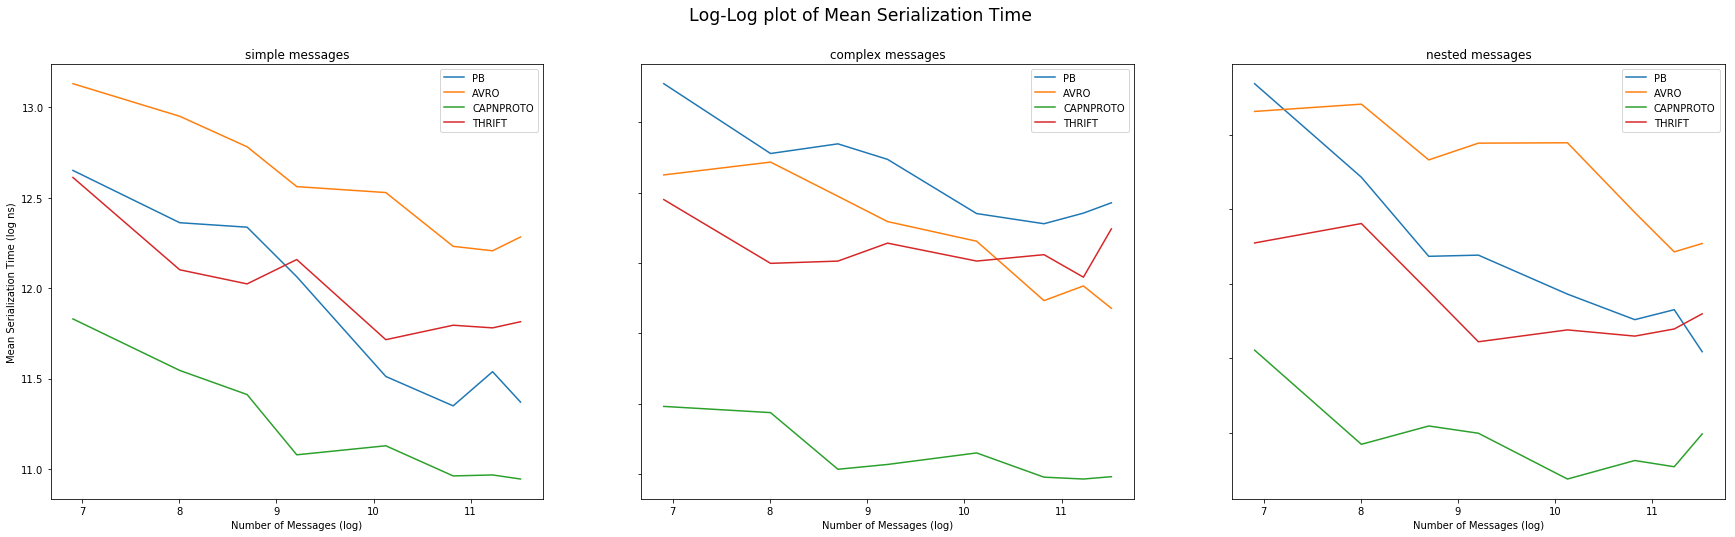 Log-Log plot of Mean Serialization Time
simple messages
PB
AVRO
CAPNPROTO
THRIFT
13.0
12.5
12.0
11.5
11.0
Mean Serialization Time (log ns)
7 8 9 10 11
Number of Messages (log)
complex messages
PB
AVRO
CAPNPROTO
THRIFT
7 8 9 10 11
Number of Messages (log)
nested messages
PB
AVRO
CAPNPROTO
THRIFT
7 8 9 10 11
Number of Messages (log)